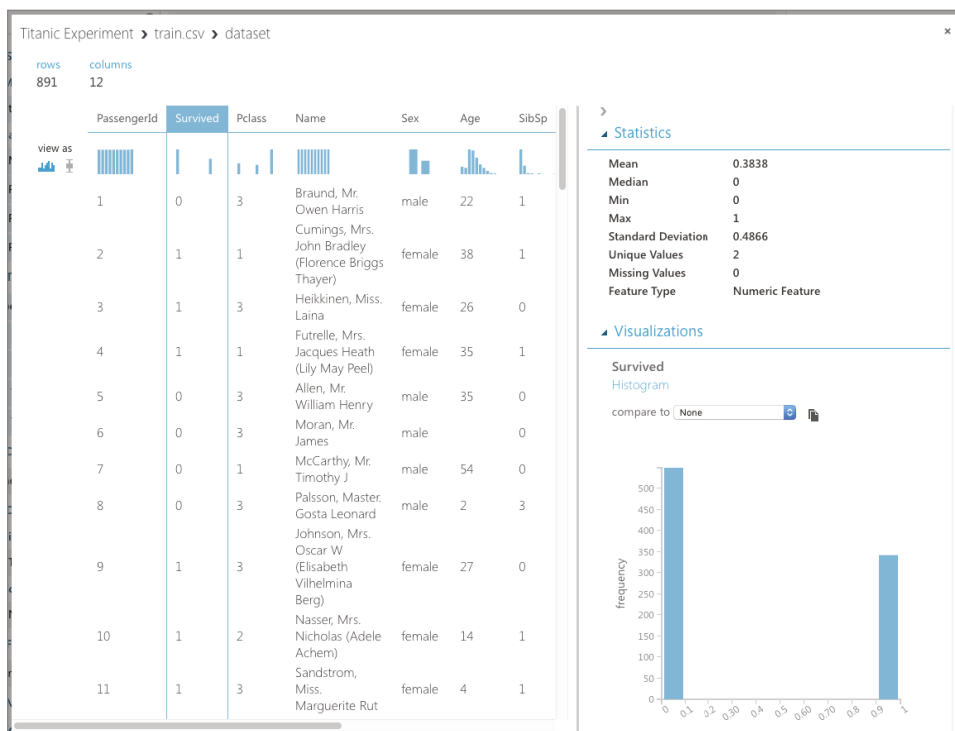 Titanic Experiment › train.csv › dataset
×
rows columns
891 12
PassengerId Survived Pclass Name Sex Age SibSp
view as
1 0 3 Braund, Mr. Owen Harris male 22 1
2 1 1 Cumings, Mrs. John Bradley (Florence Briggs Thayer) female 38 1
3 1 3 Heikkinen, Miss. Laina female 26 0
4 1 1 Futrelle, Mrs. Jacques Heath (Lily May Peel) female 35 1
5 0 3 Allen, Mr. William Henry male 35 0
6 0 3 Moran, Mr. James male 0
7 0 1 McCarthy, Mr. Timothy J male 54 0
8 0 3 Palsson, Master. Gosta Leonard male 2 3
9 1 3 Johnson, Mrs. Oscar W (Elisabeth Vilhelmina Berg) female 27 0
10 1 2 Nasser, Mrs. Nicholas (Adele Achem) female 14 1
11 1 3 Sandstrom, Miss. Marguerite Rut female 4 1
Statistics
Mean 0.3838
Median 0
Min 0
Max 1
Standard Deviation 0.4866
Unique Values 2
Missing Values 0
Feature Type Numeric Feature
Visualizations
Survived
Histogram
compare to None
frequency
500
450
400
350
300
250
200
150
100
50
0
0 0.1 0.2 0.30 0.4 0.5 0.60 0.70 0.8 0.9 1